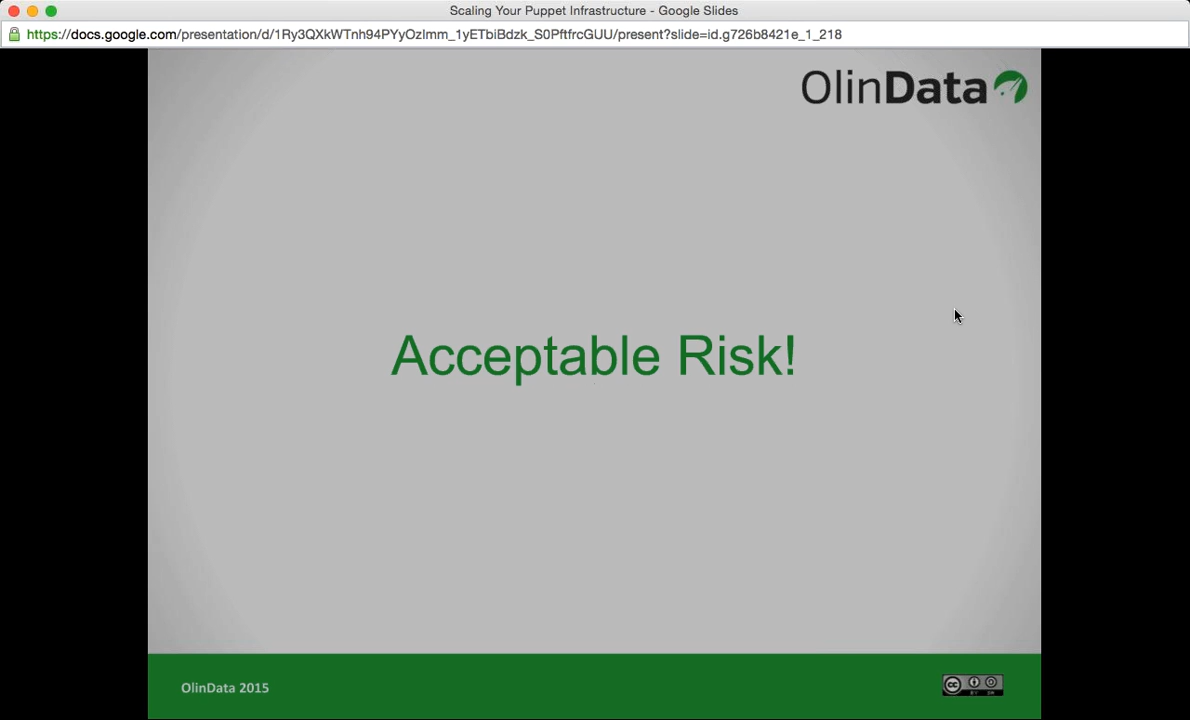 Scaling Your Puppet Infrastructure - Google Slides
https://docs.google.com/presentation/d/1Ry3QXkWTnh94PYyOzlmm_1yETbiBdzk_S0PftfrcGUU/present?slide=id.g726b8421e_1_218
OlinData
Acceptable Risk!
OlinData 2015
cc